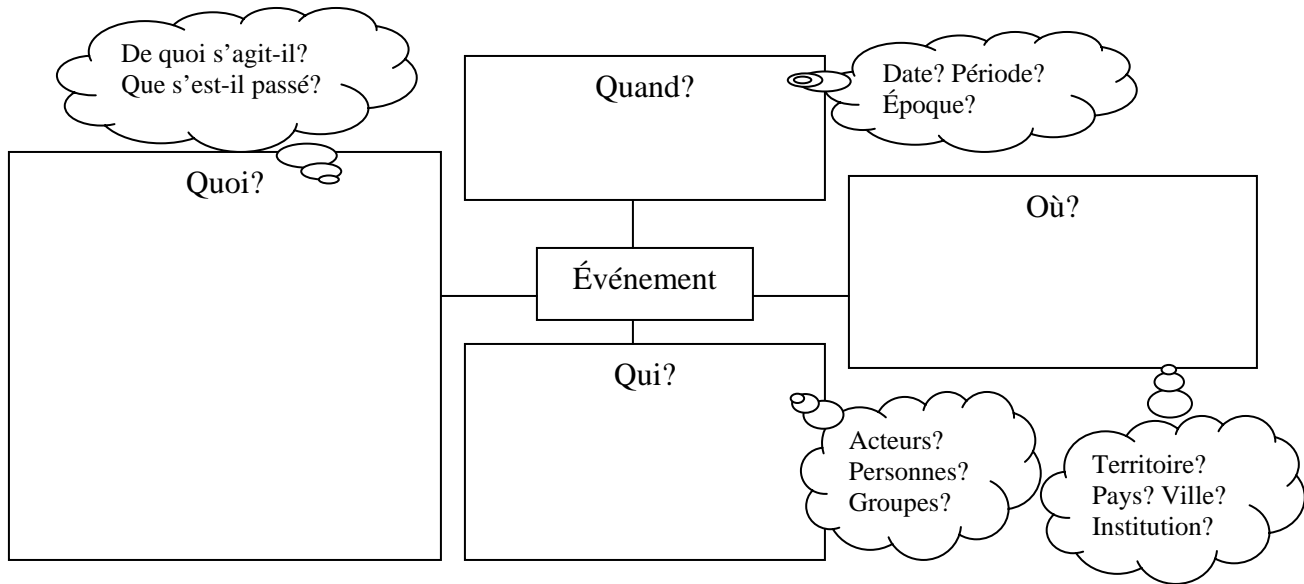 De quoi s’agit-il?
Que s’est-il passé?
Quand?
Date? Période?
Époque?
Quoi?
Où?
Événement
Qui?
Acteurs?
Personnes?
Groupes?
Territoire?
Pays? Ville?
Institution?